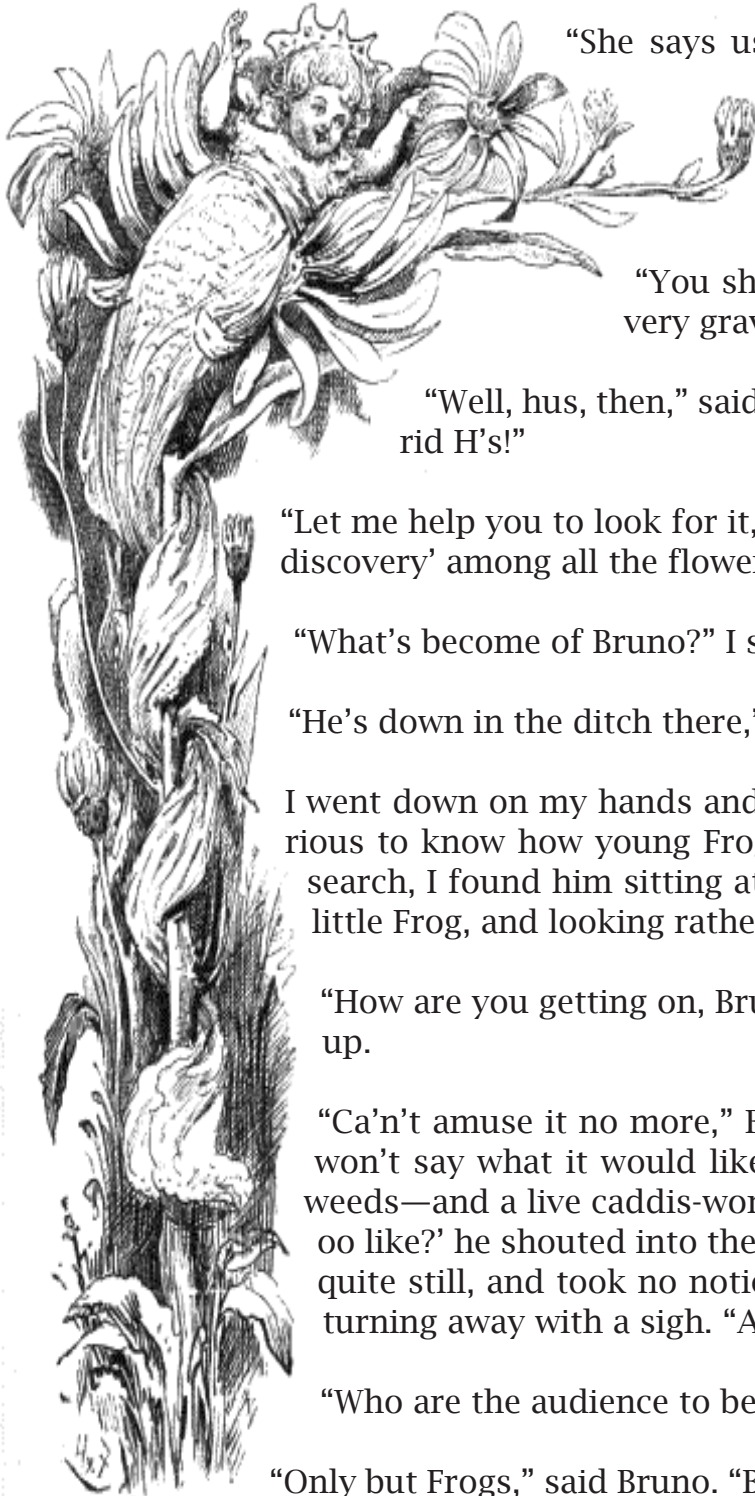 “She says us
“You sh
very grav
“Well, hus, then,” said
rid H’s!”
“Let me help you to look for it,
discovery’ among all the flower
“What’s become of Bruno?” I s
“He’s down in the ditch there,”
I went down on my hands and
rious to know how young Fro
search, I found him sitting at
little Frog, and looking rathe
“How are you getting on, Bru
up.
“Ca’n’t amuse it no more,” B
won’t say what it would like
weeds—and a live caddis-wor
oo like?’ he shouted into the
quite still, and took no notic
turning away with a sigh. “A
“Who are the audience to be
“Only but Frogs,” said Bruno. “B